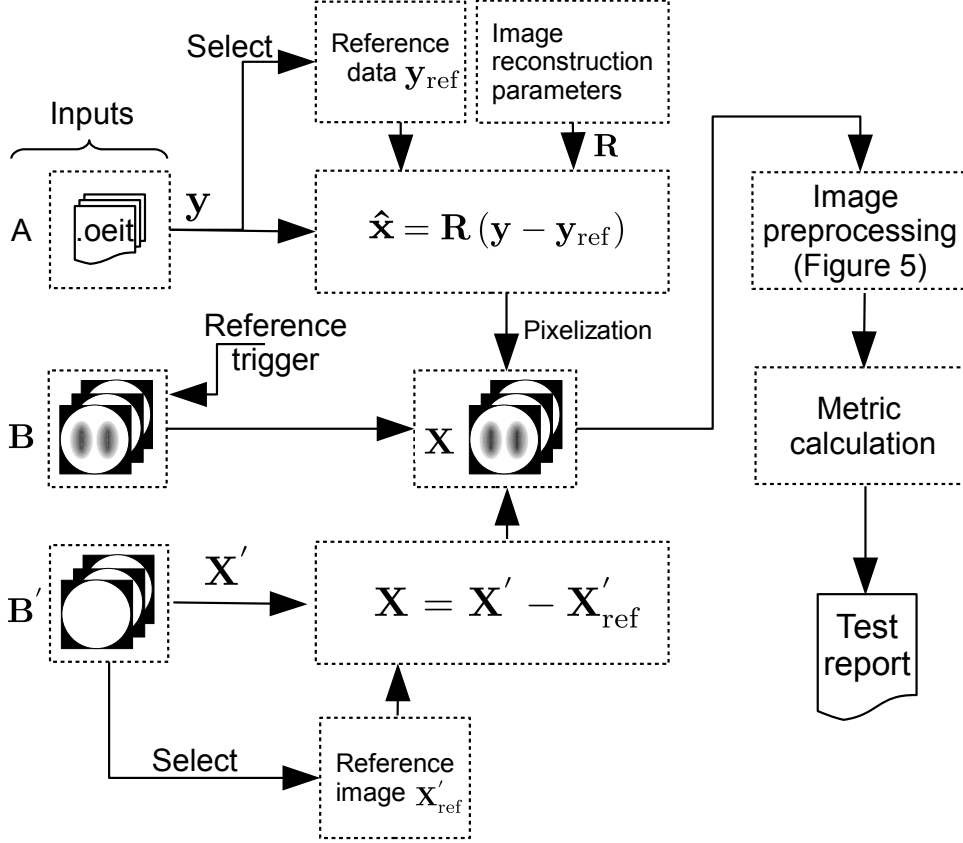 Select
Reference
data y_ref
Image
reconstruction
parameters
Inputs
R
A
.oeit
y
x̂ = R (y − y_ref)
Image
preprocessing
(Figure 5)
Pixelization
Reference
trigger
B
X
Metric
calculation
B′
X′
X = X′ − X′_ref
Test
report
Select
Reference
image X′_ref